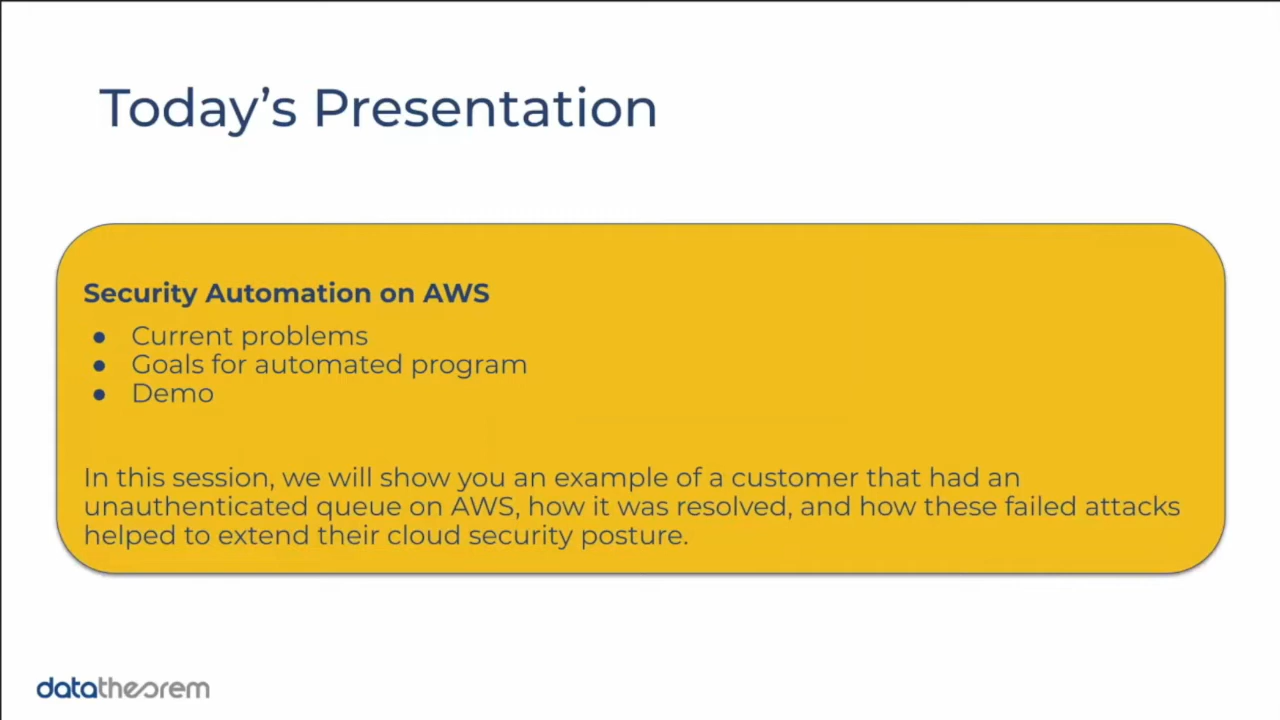 Today’s Presentation
Security Automation on AWS
● Current problems
● Goals for automated program
● Demo
In this session, we will show you an example of a customer that had an
unauthenticated queue on AWS, how it was resolved, and how these failed attacks
helped to extend their cloud security posture.
datatheorem